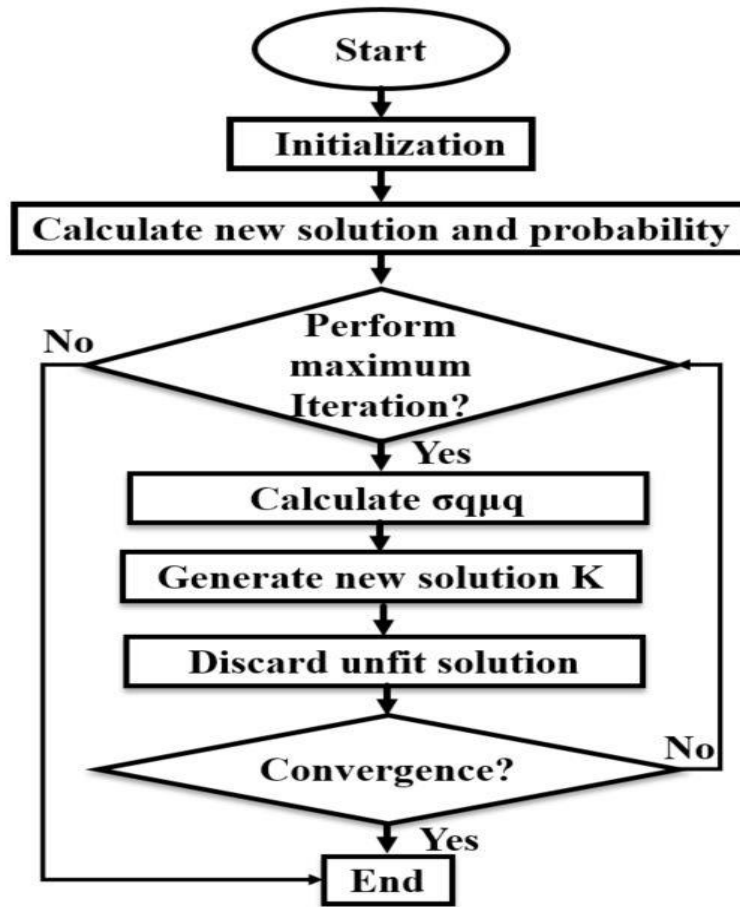 Start
Initialization
Calculate new solution and probability
No
Perform
maximum
Iteration?
Yes
Calculate σqμq
Generate new solution K
Discard unfit solution
Convergence?
No
Yes
End